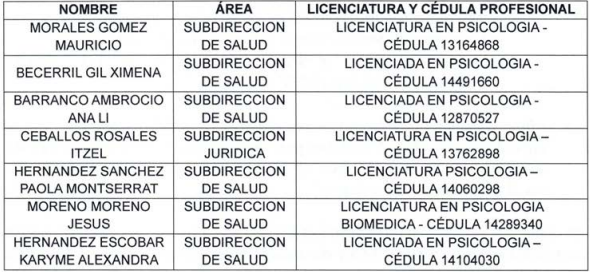 NOMBRE ÁREA LICENCIATURA Y CÉDULA PROFESIONAL
MORALES GOMEZ SUBDIRECCION LICENCIATURA EN PSICOLOGIA -
MAURICIO DE SALUD CÉDULA 13164868
BECERRIL GIL XIMENA SUBDIRECCION LICENCIADA EN PSICOLOGIA -
DE SALUD CÉDULA 14491660
BARRANCO AMBROCIO SUBDIRECCION LICENCIADA EN PSICOLOGIA -
ANA LI DE SALUD CÉDULA 12870527
CEBALLOS ROSALES SUBDIRECCION LICENCIATURA EN PSICOLOGIA –
ITZEL JURIDICA CÉDULA 13762898
HERNANDEZ SANCHEZ SUBDIRECCION LICENCIATURA PSICOLOGIA –
PAOLA MONTSERRAT DE SALUD CÉDULA 14060298
MORENO MORENO SUBDIRECCION LICENCIATURA EN PSICOLOGIA
JESUS DE SALUD BIOMEDICA - CÉDULA 14289340
HERNANDEZ ESCOBAR SUBDIRECCION LICENCIADA EN PSICOLOGIA –
KARYME ALEXANDRA DE SALUD CÉDULA 14104030